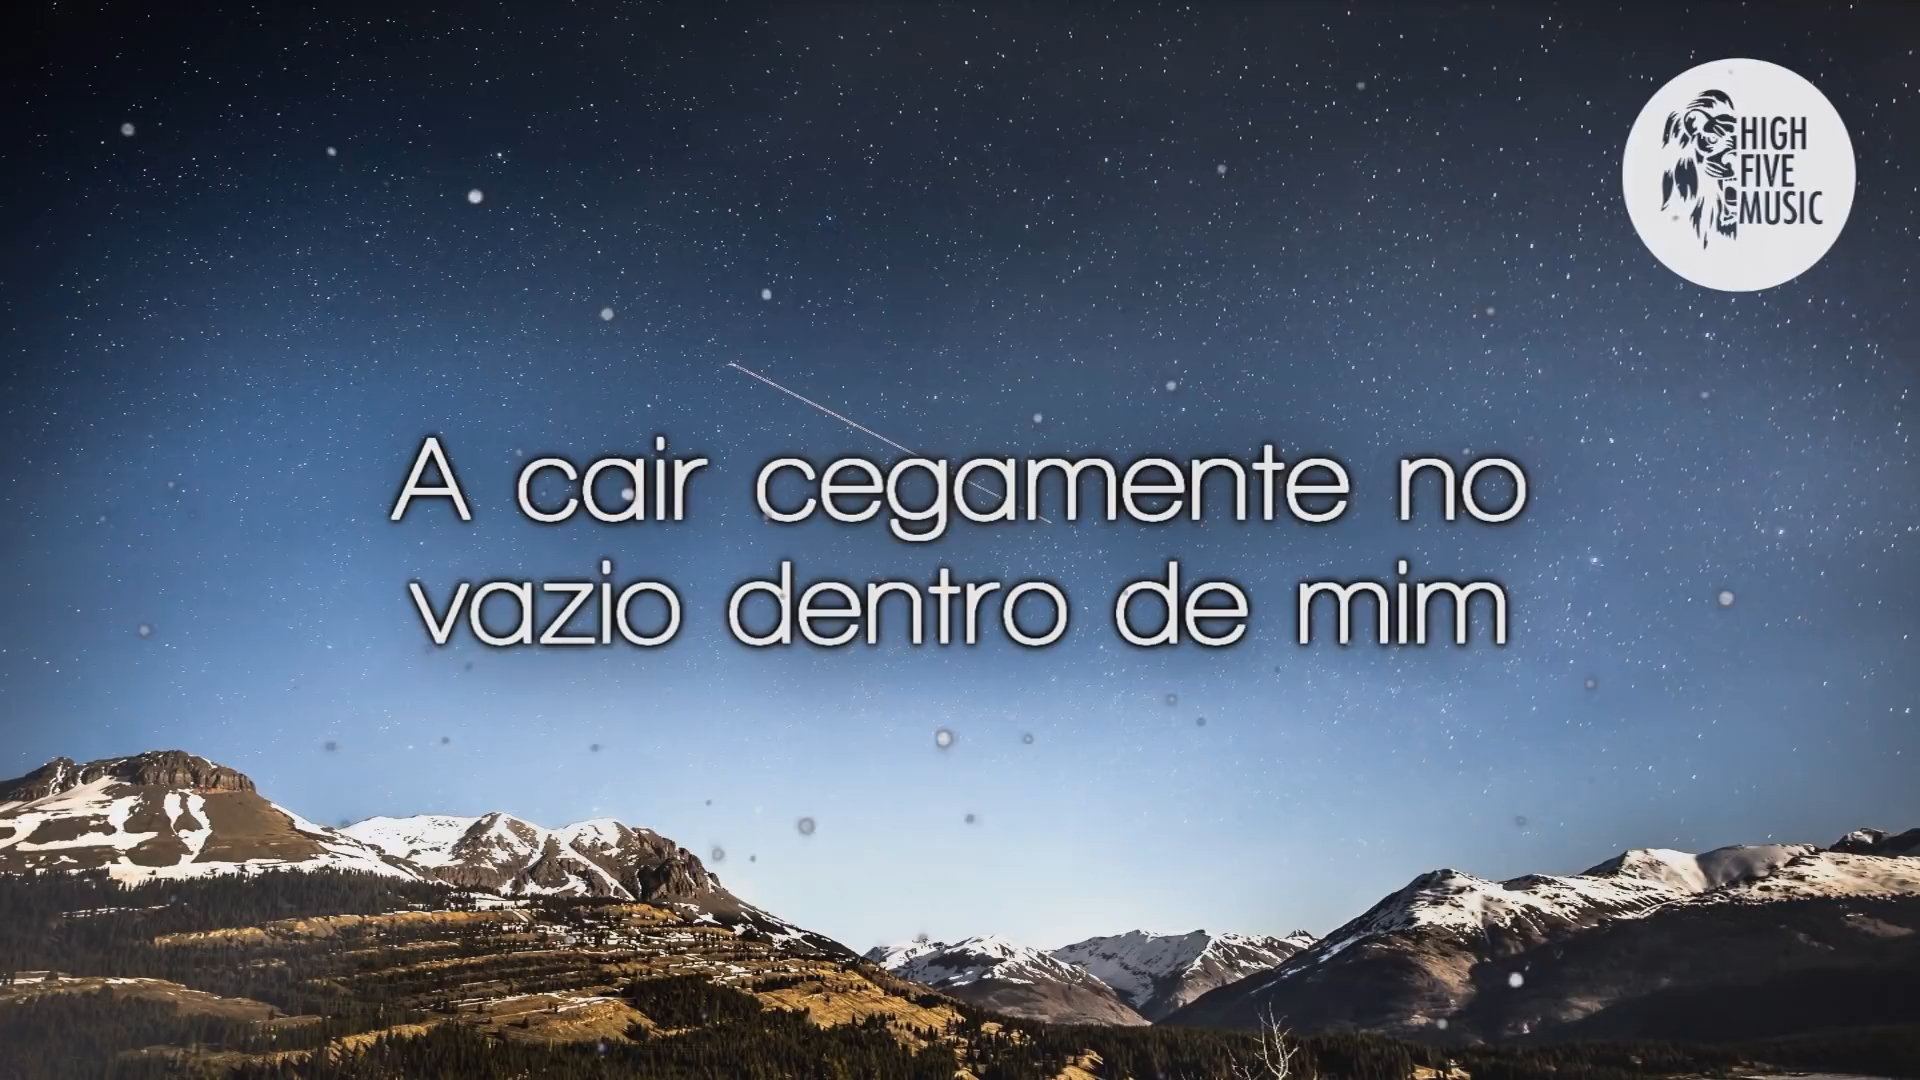 HIGH
FIVE
MUSIC
A cair cegamente no
vazio dentro de mim